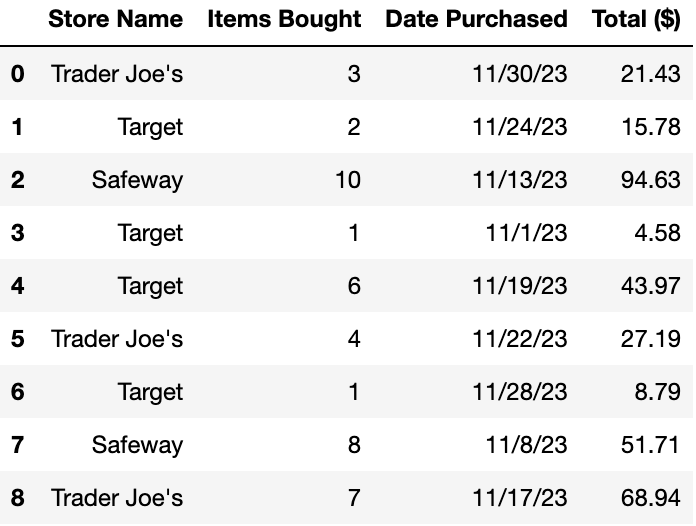 Store Name Items Bought Date Purchased Total ($)
0 Trader Joe's 3 11/30/23 21.43
1 Target 2 11/24/23 15.78
2 Safeway 10 11/13/23 94.63
3 Target 1 11/1/23 4.58
4 Target 6 11/19/23 43.97
5 Trader Joe's 4 11/22/23 27.19
6 Target 1 11/28/23 8.79
7 Safeway 8 11/8/23 51.71
8 Trader Joe's 7 11/17/23 68.94